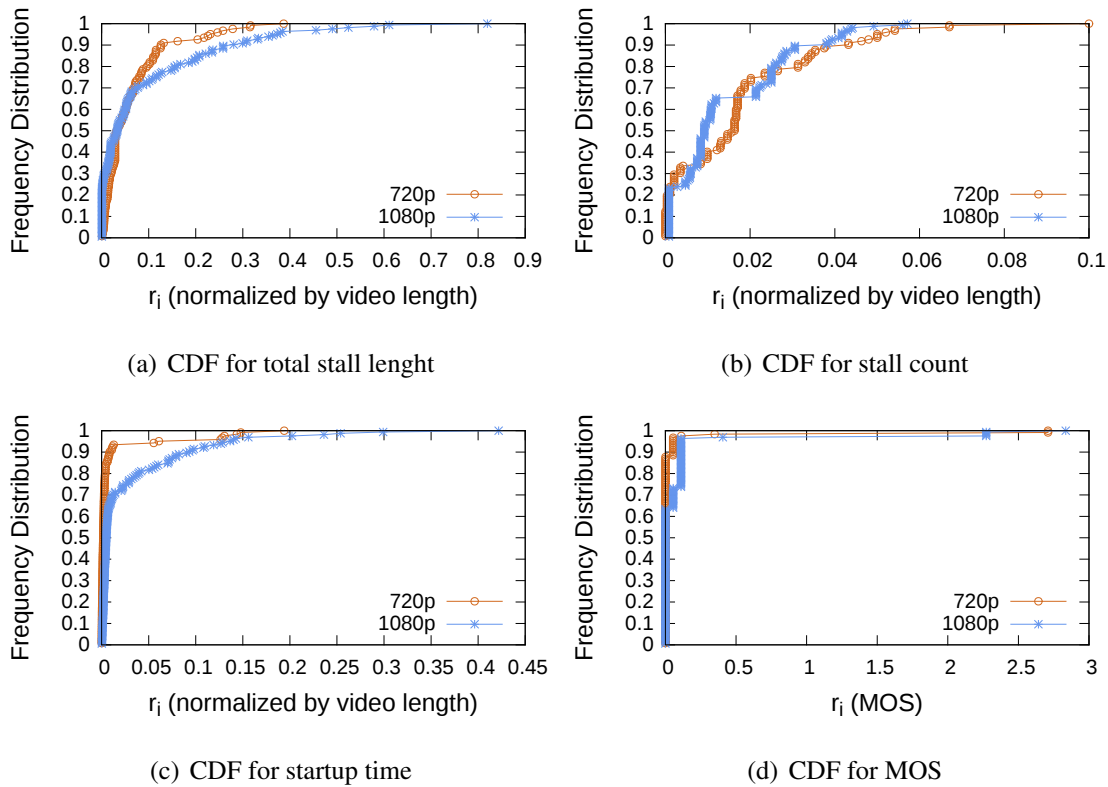 1
0.9
0.8
0.7
0.6
0.5
0.4
0.3
0.2
0.1
0
Frequency Distribution
720p
1080p
0 0.1 0.2 0.3 0.4 0.5 0.6 0.7 0.8 0.9
r_i (normalized by video length)
(a) CDF for total stall lenght
1
0.9
0.8
0.7
0.6
0.5
0.4
0.3
0.2
0.1
0
Frequency Distribution
720p
1080p
0 0.02 0.04 0.06 0.08 0.1
r_i (normalized by video length)
(b) CDF for stall count
1
0.9
0.8
0.7
0.6
0.5
0.4
0.3
0.2
0.1
0
Frequency Distribution
720p
1080p
0 0.05 0.1 0.15 0.2 0.25 0.3 0.35 0.4 0.45
r_i (normalized by video length)
(c) CDF for startup time
1
0.9
0.8
0.7
0.6
0.5
0.4
0.3
0.2
0.1
0
Frequency Distribution
720p
1080p
0 0.5 1 1.5 2 2.5 3
r_i (MOS)
(d) CDF for MOS